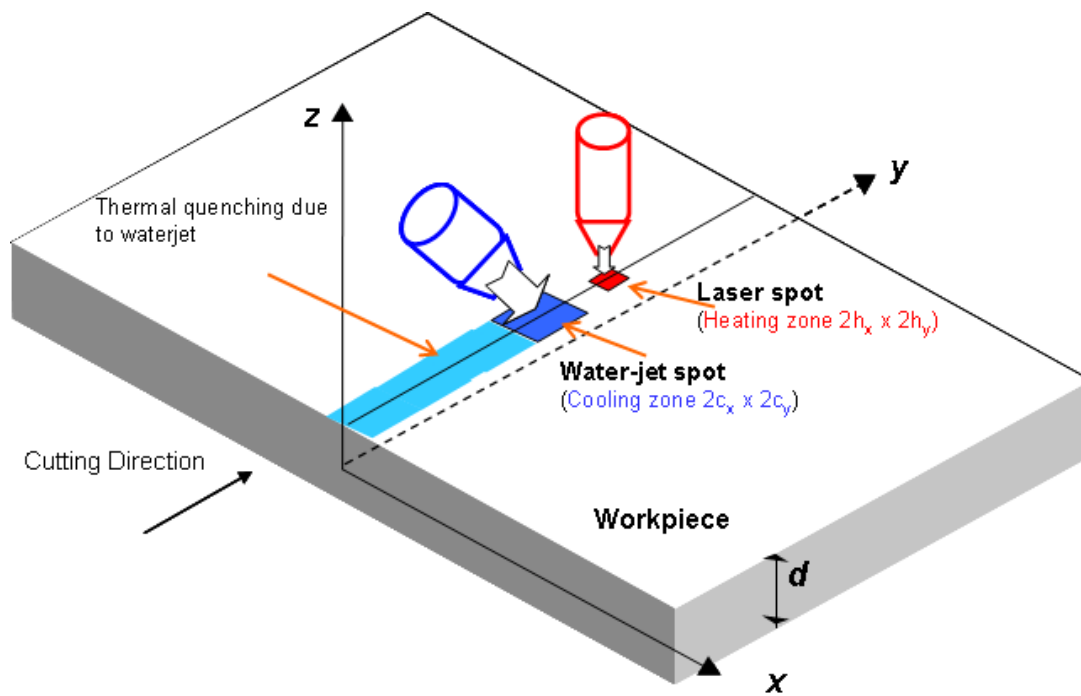 z
y
Thermal quenching due
to waterjet
Laser spot
(Heating zone 2hx x 2hy)
Water-jet spot
(Cooling zone 2cx x 2cy)
Cutting Direction
Workpiece
d
x